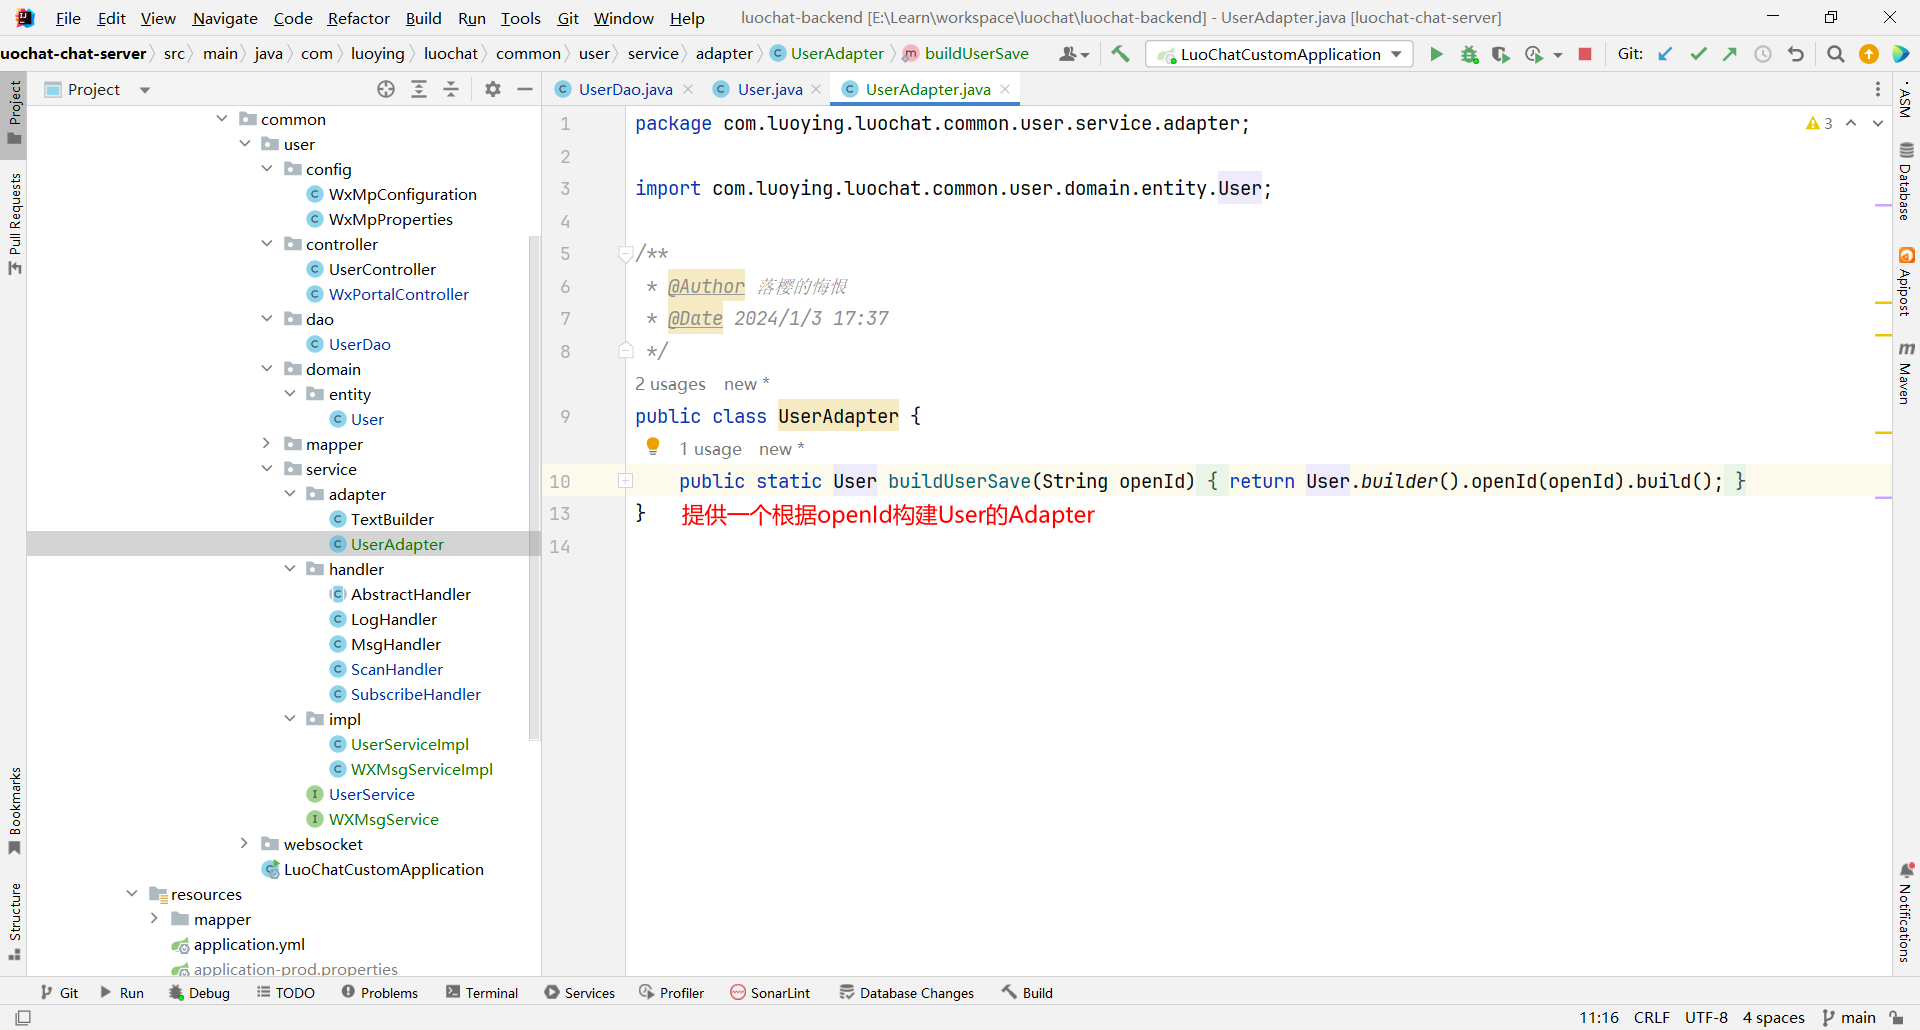 File Edit View Navigate Code Refactor Build Run Tools Git Window Help luochat-backend [E:\Learn\workspace\luochat\luochat-backend] - UserAdapter.java [luochat-chat-server]
uochat-chat-server src main java com luoying luochat common user service adapter UserAdapter buildUserSave LuoChatCustomApplication Git:
Project
UserDao.java User.java UserAdapter.java
Project
Pull Requests
Bookmarks
Structure
common
user
config
WxMpConfiguration
WxMpProperties
controller
UserController
WxPortalController
dao
UserDao
domain
entity
User
mapper
service
adapter
TextBuilder
UserAdapter
handler
AbstractHandler
LogHandler
MsgHandler
ScanHandler
SubscribeHandler
impl
UserServiceImpl
WXMsgServiceImpl
UserService
WXMsgService
websocket
LuoChatCustomApplication
resources
mapper
application.yml
application-prod.properties
1 package com.luoying.luochat.common.user.service.adapter;
2
3 import com.luoying.luochat.common.user.domain.entity.User;
4
5 /**
6 * @Author 落樱的悔恨
7 * @Date 2024/1/3 17:37
8 */
2 usages new *
9 public class UserAdapter {
1 usage new *
10 public static User buildUserSave(String openId) { return User.builder().openId(openId).build(); }
13 } 提供一个根据openId构建User的Adapter
14
3
ASM
Database
Apipost
Maven
Notifications
Git Run Debug TODO Problems Terminal Services Profiler SonarLint Database Changes Build
11:16 CRLF UTF-8 4 spaces main